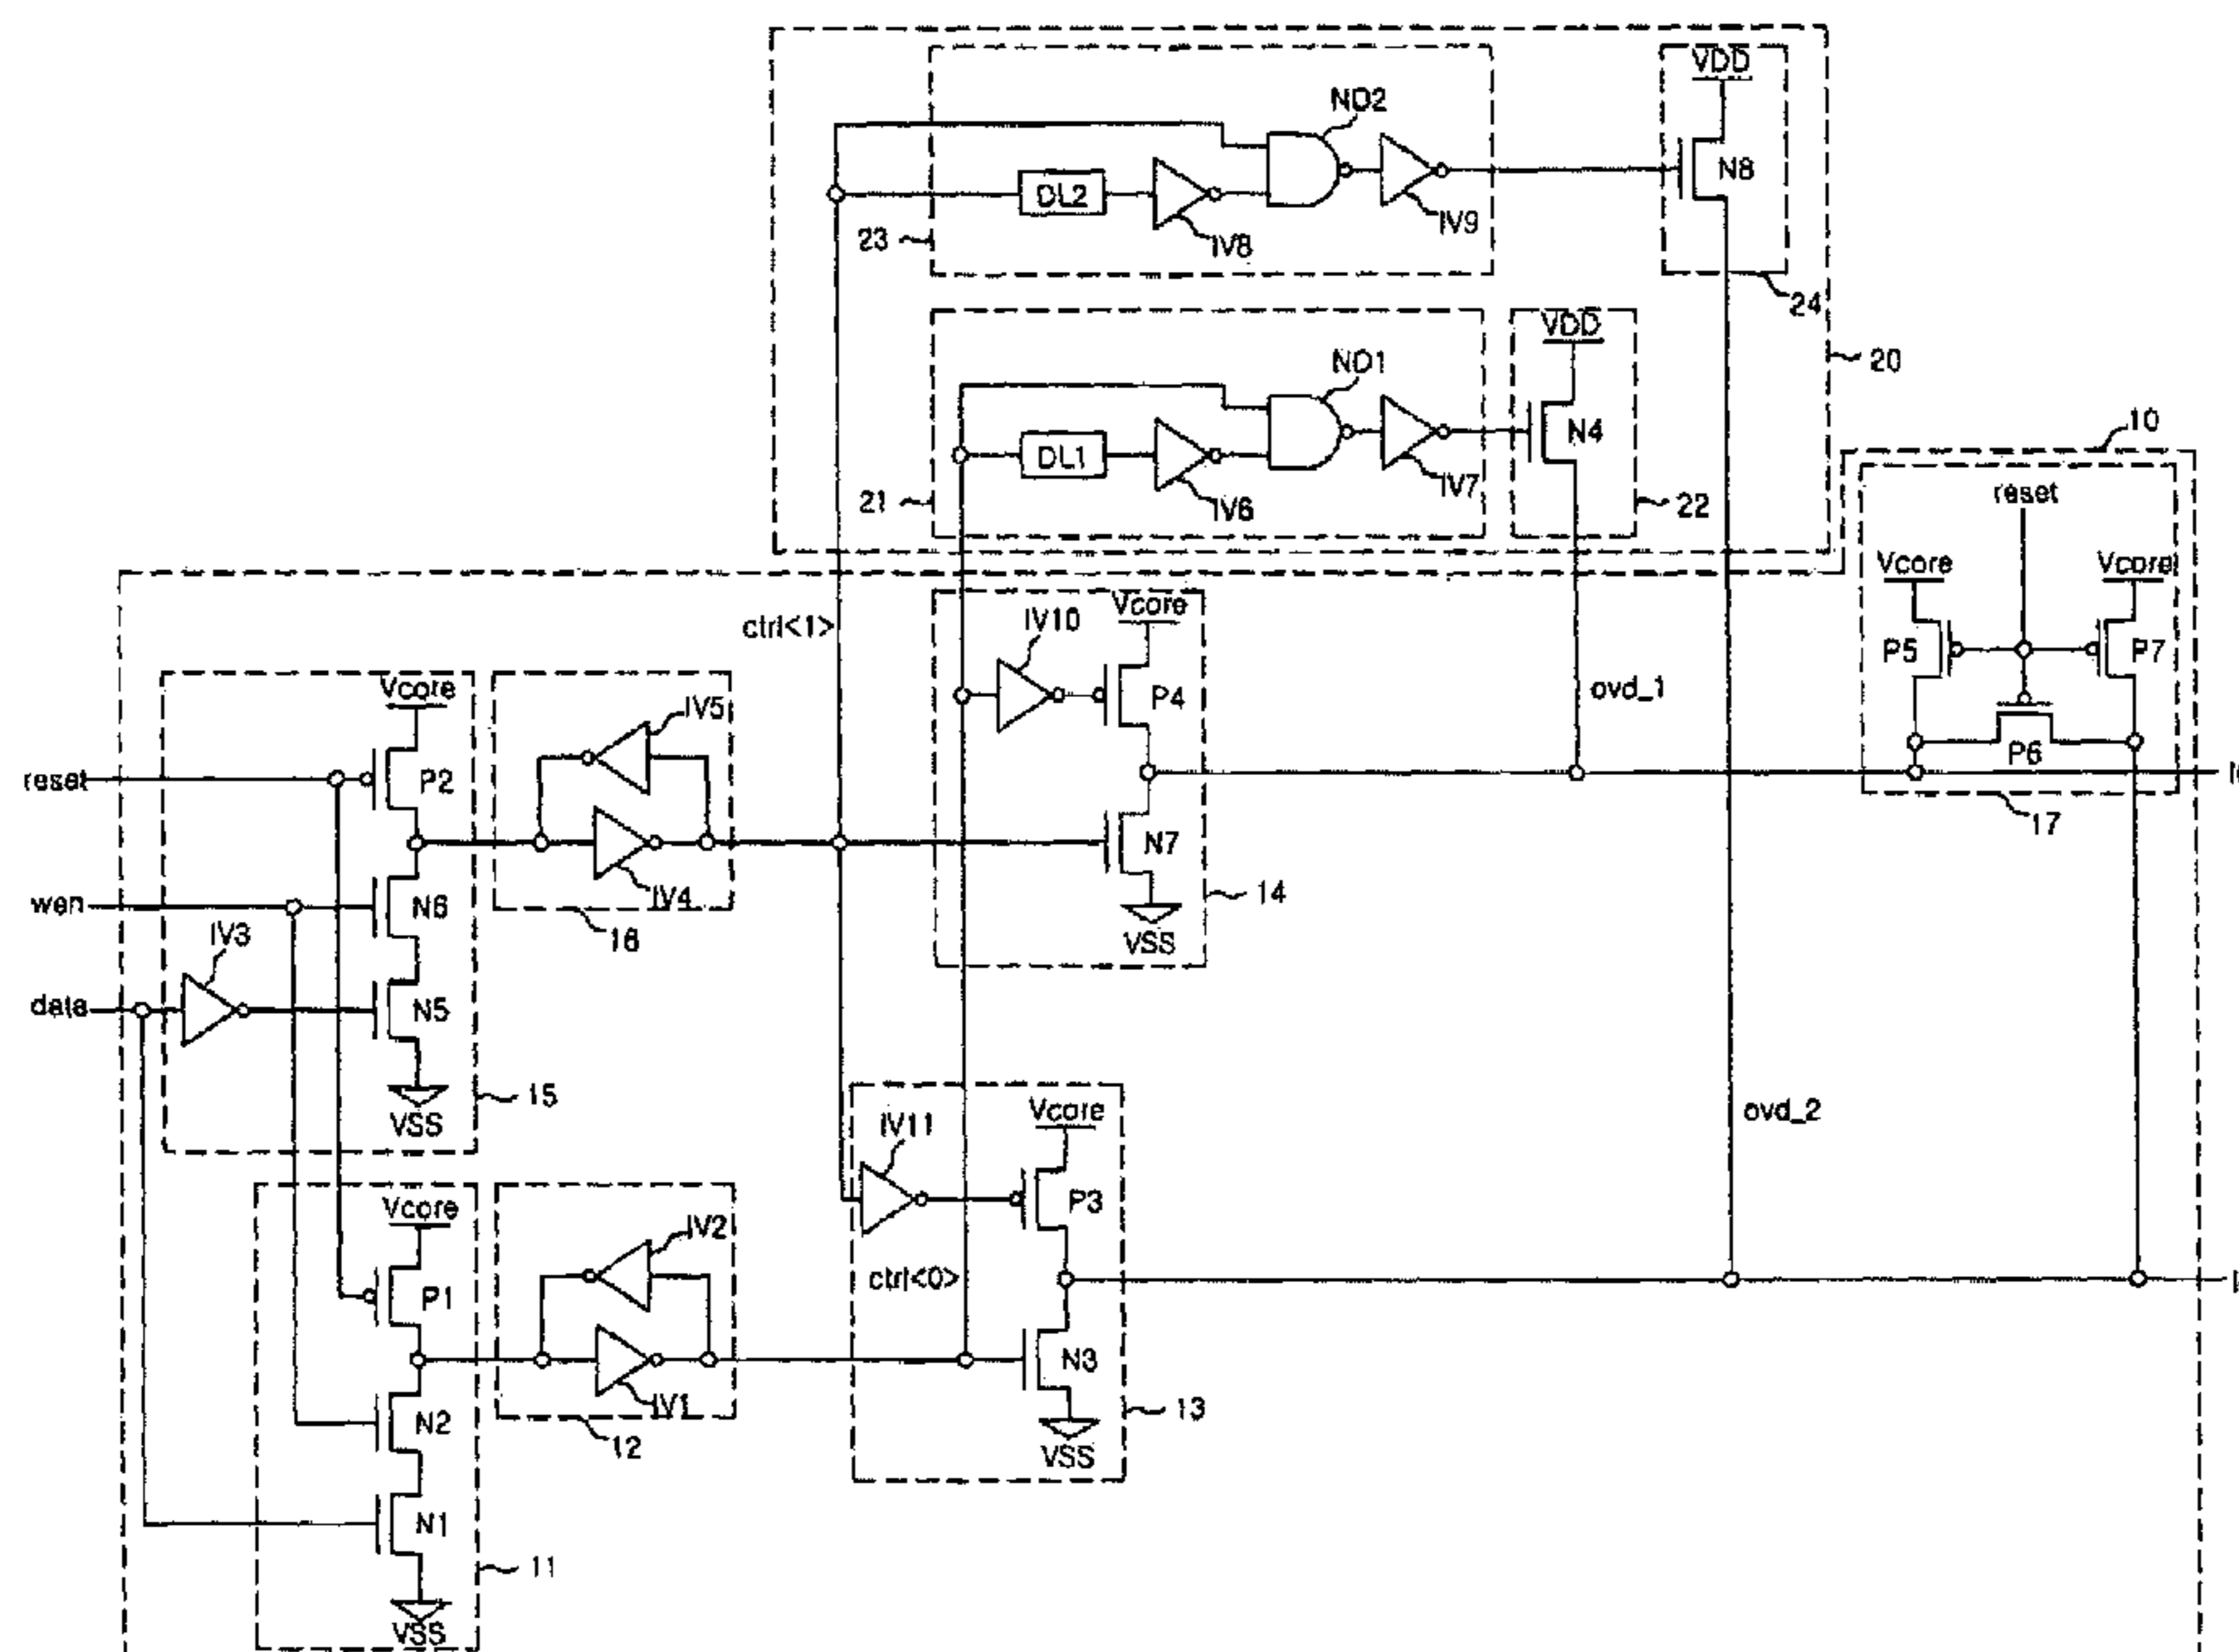 VDD
ND2
N8
DL2
IV9
23
IV8
24
VDD
20
ND1
N4
10
DL1
IV7
reset
21
IV6
22
Vcore
Vcore
Vcore
IV10
ctrl<1>
P5
P7
Vcore
P4
ovd_1
IV5
P6
reset
P2
17
N7
wen
N6
IV4
14
IV3
16
VSS
data
N5
15
Vcore
ovd_2
VSS
IV11
Vcore
P3
IV2
ctrl<0>
P1
N3
IV1
13
N2
12
VSS
N1
11
VSS